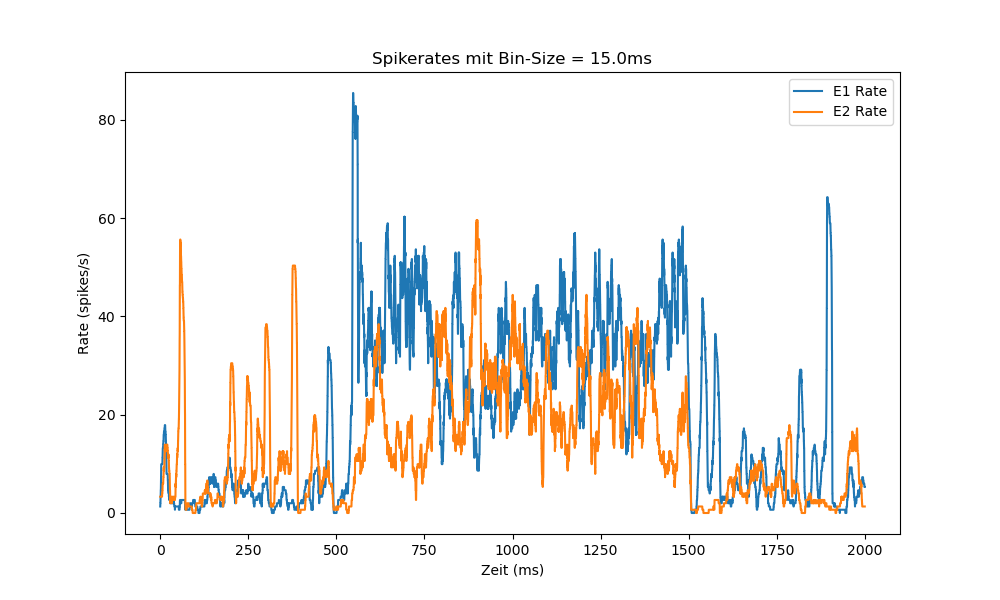 Spikerates mit Bin-Size = 15.0ms
E1 Rate
E2 Rate
Rate (spikes/s)
80
60
40
20
0
0 250 500 750 1000 1250 1500 1750 2000
Zeit (ms)